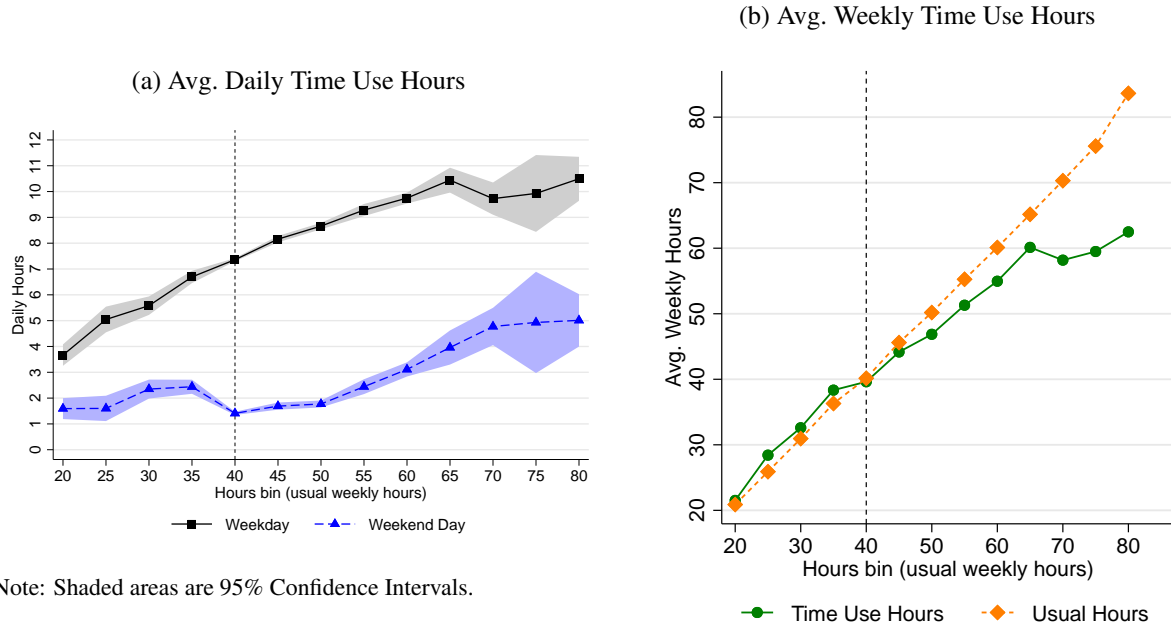 (a) Avg. Daily Time Use Hours
Daily Hours
12
11
10
9
8
7
6
5
4
3
2
1
0
20 25 30 35 40 45 50 55 60 65 70 75 80
Hours bin (usual weekly hours)
Weekday Weekend Day
Note: Shaded areas are 95% Confidence Intervals.
(b) Avg. Weekly Time Use Hours
Avg. Weekly Hours
80
70
60
50
40
30
20
20 30 40 50 60 70 80
Hours bin (usual weekly hours)
Time Use Hours Usual Hours